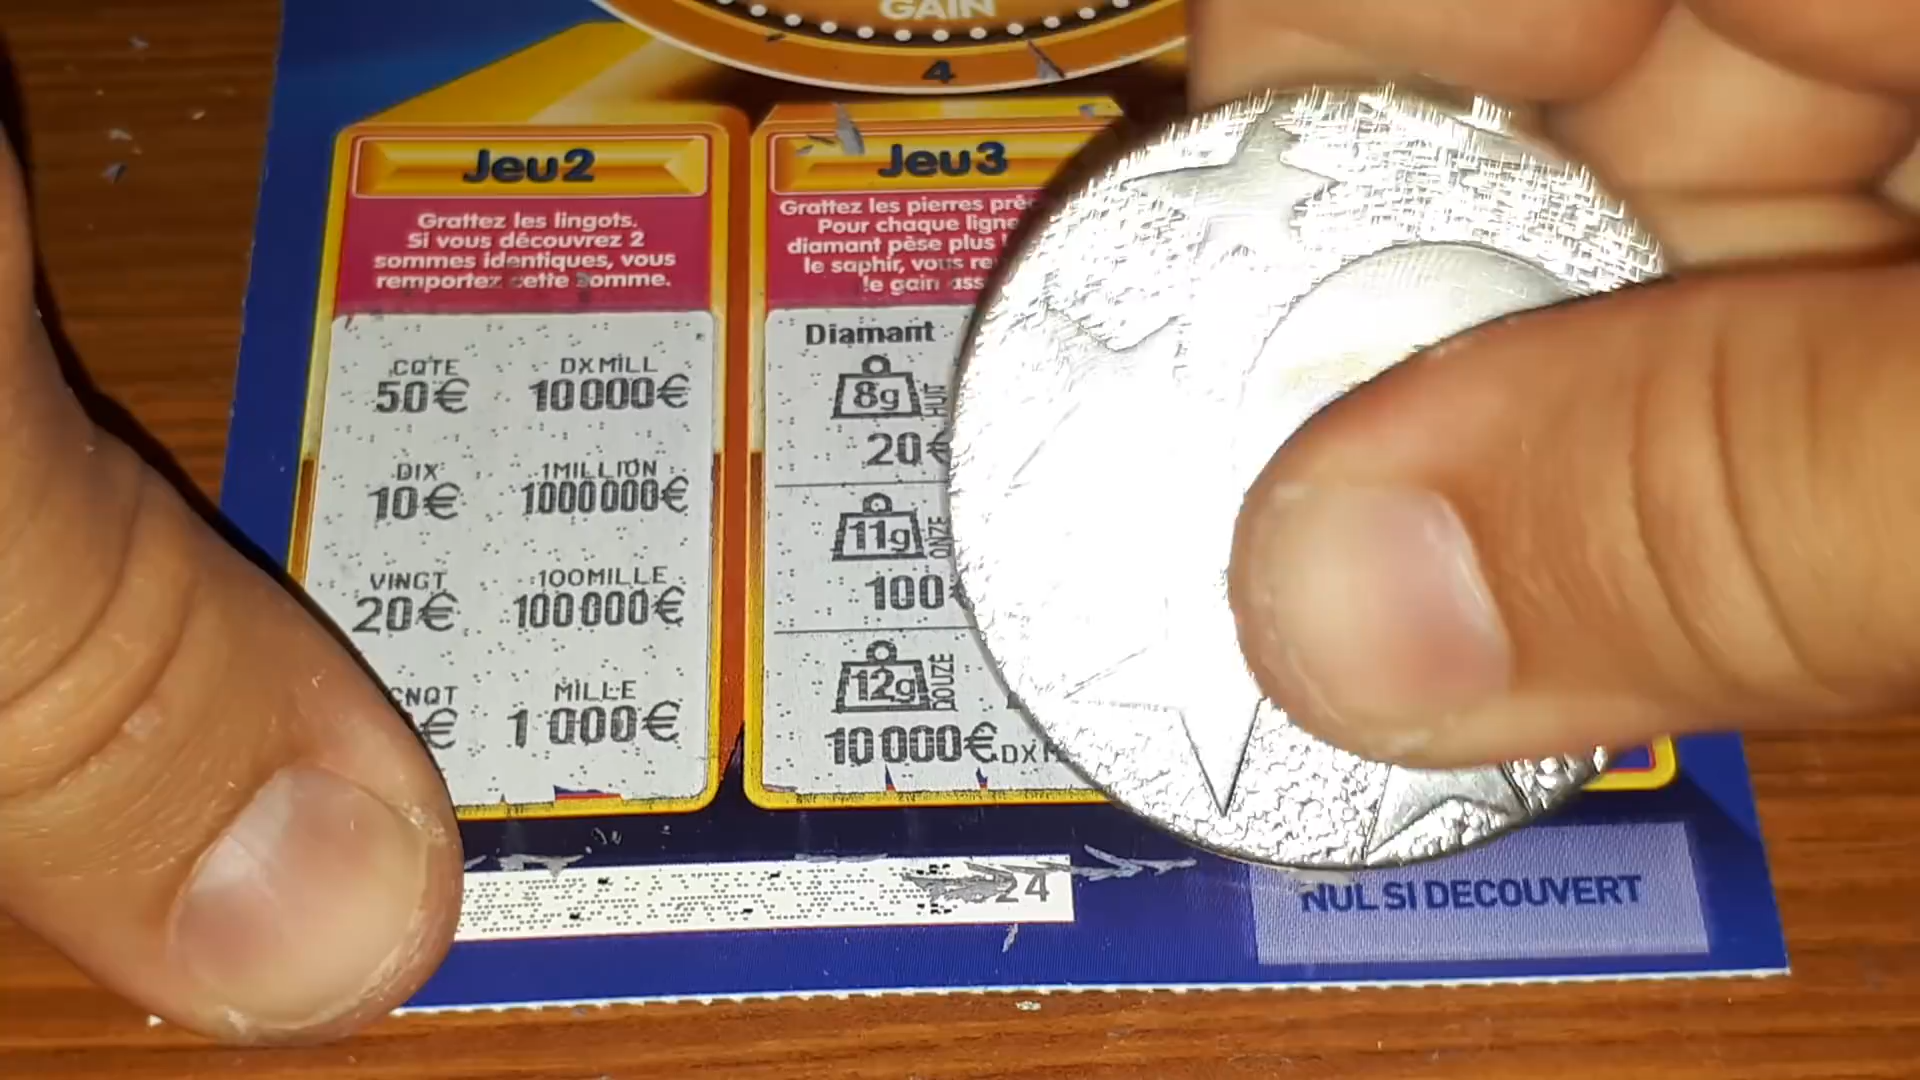 GAIN
4
Jeu2
Grattez les lingots.
Si vous découvrez 2
sommes identiques, vous
remportez cette somme.
CQTE
50€
DXMILL
10000€
DIX
10€
1MILLION
1000000€
VINGT
20€
100MILLE
100000€
CNQT
€
MILLE
1000€
Jeu3
Grattez les pierres
Pour chaque ligne
diamant pèse plus
le saphir, vous
le gain
Diamant
8g
HUIT
20€
11g
ONZE
100
12g
DOUZE
10000€
24
NUL SI DECOUVERT